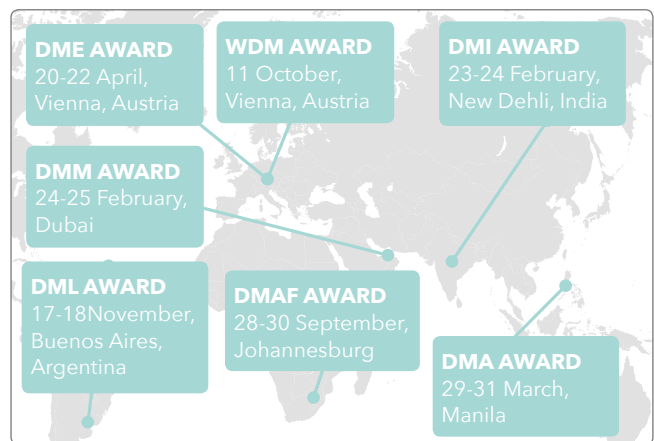 DME AWARD
20-22 April,
Vienna, Austria
WDM AWARD
11 October,
Vienna, Austria
DMI AWARD
23-24 February,
New Dehli, India
DMM AWARD
24-25 February,
Dubai
DML AWARD
17-18November,
Buenos Aires,
Argentina
DMAF AWARD
28-30 September,
Johannesburg
DMA AWARD
29-31 March,
Manila